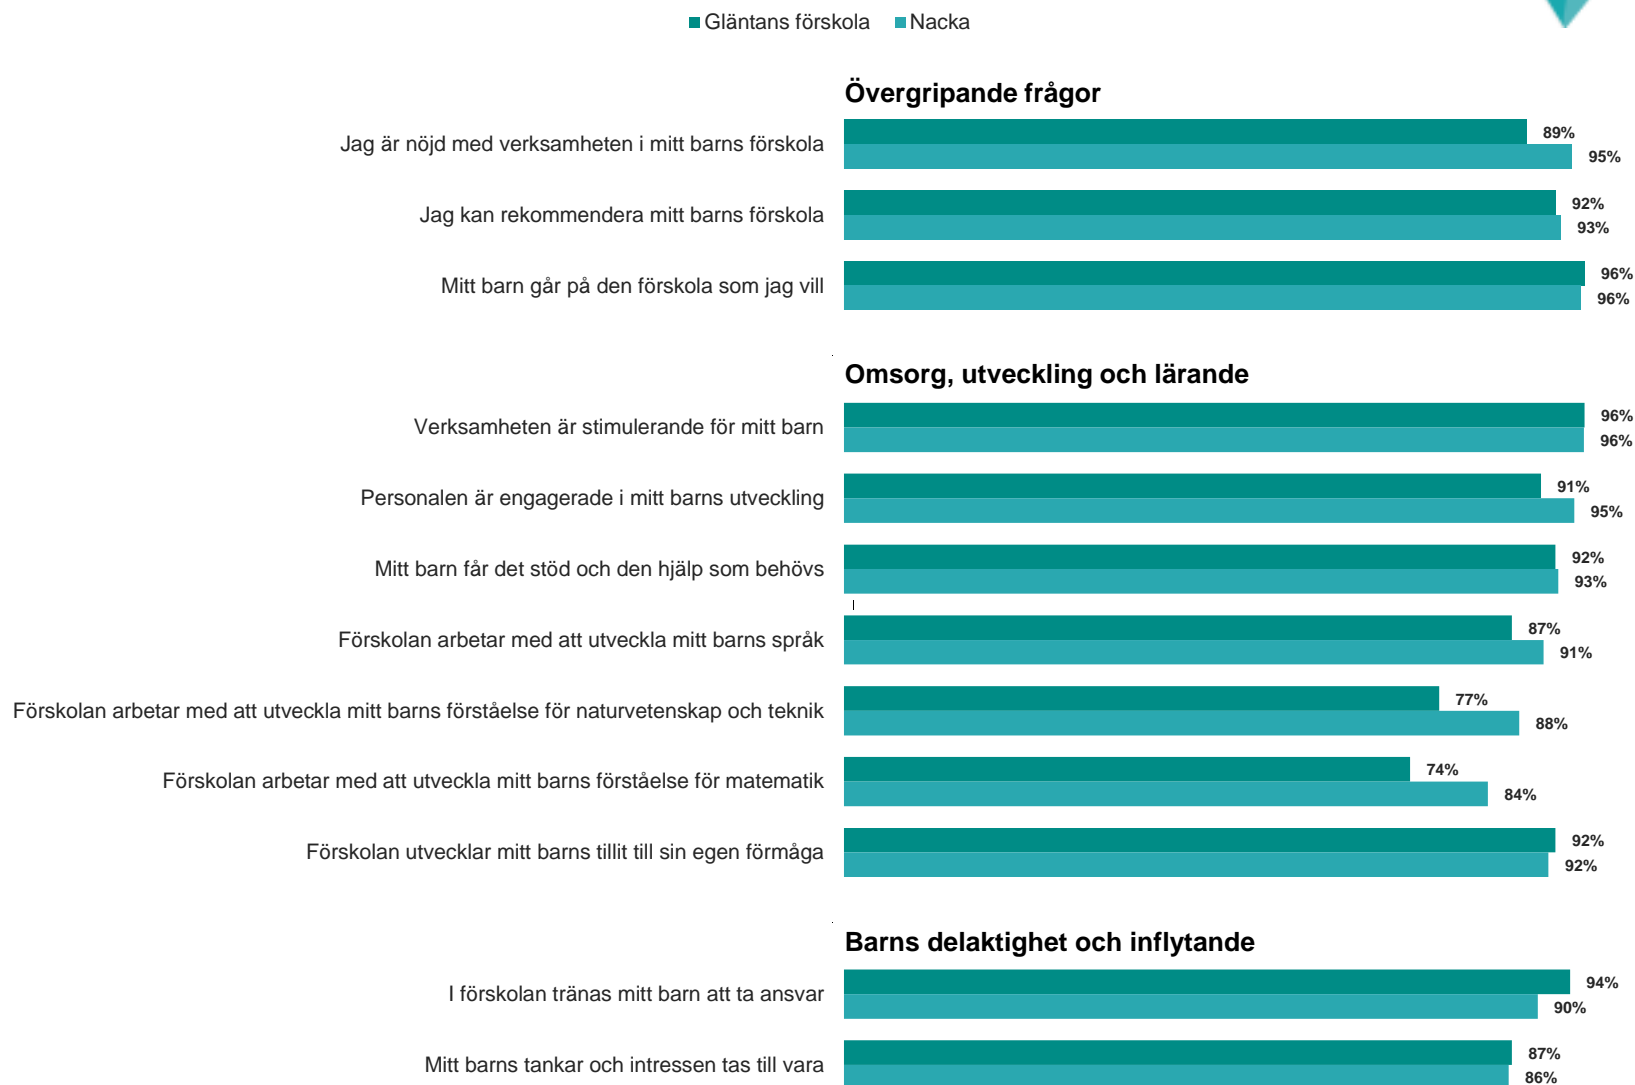 Gläntans förskola Nacka
Övergripande frågor
Jag är nöjd med verksamheten i mitt barns förskola
89%
95%
Jag kan rekommendera mitt barns förskola
92%
93%
Mitt barn går på den förskola som jag vill
96%
96%
Omsorg, utveckling och lärande
Verksamheten är stimulerande för mitt barn
96%
96%
Personalen är engagerade i mitt barns utveckling
91%
95%
Mitt barn får det stöd och den hjälp som behövs
92%
93%
Förskolan arbetar med att utveckla mitt barns språk
87%
91%
Förskolan arbetar med att utveckla mitt barns förståelse för naturvetenskap och teknik
77%
88%
Förskolan arbetar med att utveckla mitt barns förståelse för matematik
74%
84%
Förskolan utvecklar mitt barns tillit till sin egen förmåga
92%
92%
Barns delaktighet och inflytande
I förskolan tränas mitt barn att ta ansvar
94%
90%
Mitt barns tankar och intressen tas till vara
87%
86%